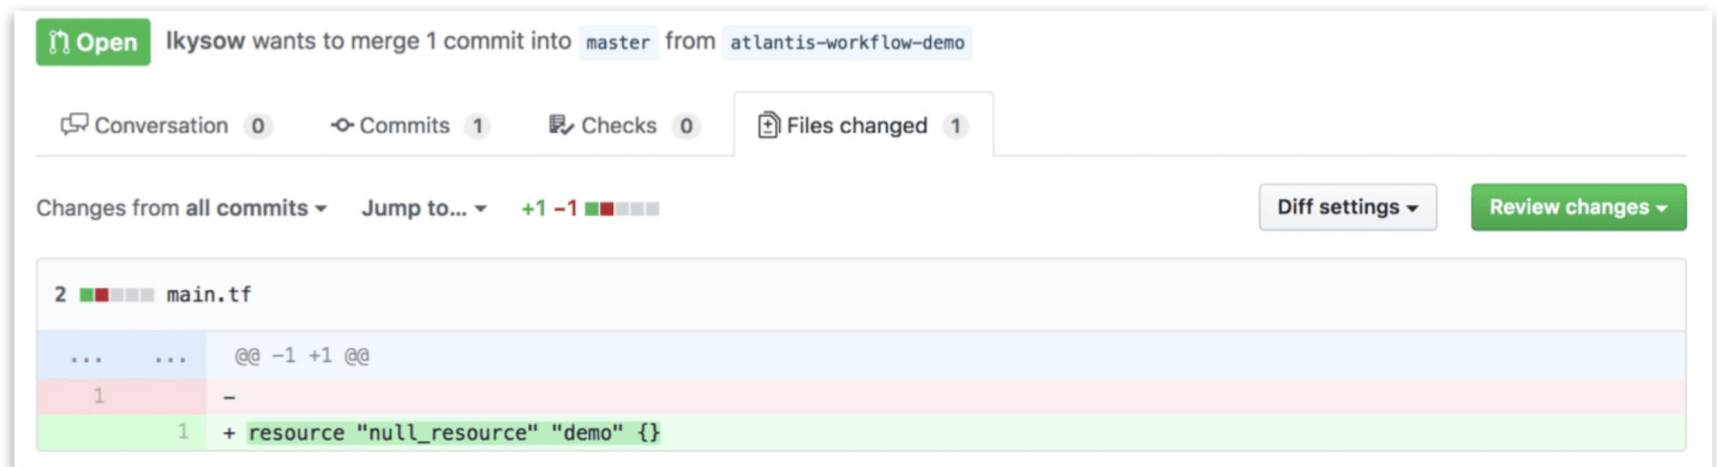 Open lkysow wants to merge 1 commit into master from atlantis-workflow-demo
Conversation 0 Commits 1 Checks 0 Files changed 1
Changes from all commits Jump to... +1 −1 Diff settings Review changes
2 main.tf
... ... @@ -1 +1 @@
1 -
1 + resource "null_resource" "demo" {}